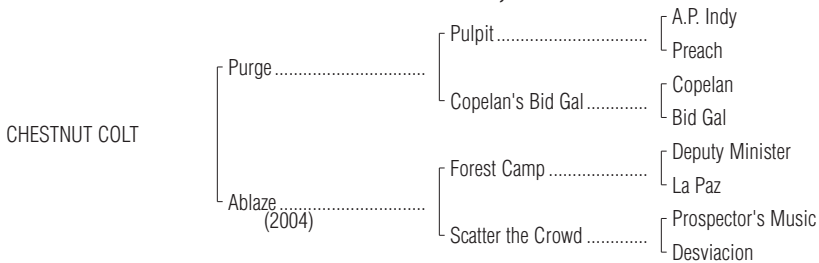 A.P. Indy
Pulpit
Preach
Purge
Copelan
Copelan's Bid Gal
Bid Gal
CHESTNUT COLT
Deputy Minister
Forest Camp
La Paz
Ablaze
(2004)
Prospector's Music
Scatter the Crowd
Desviacion